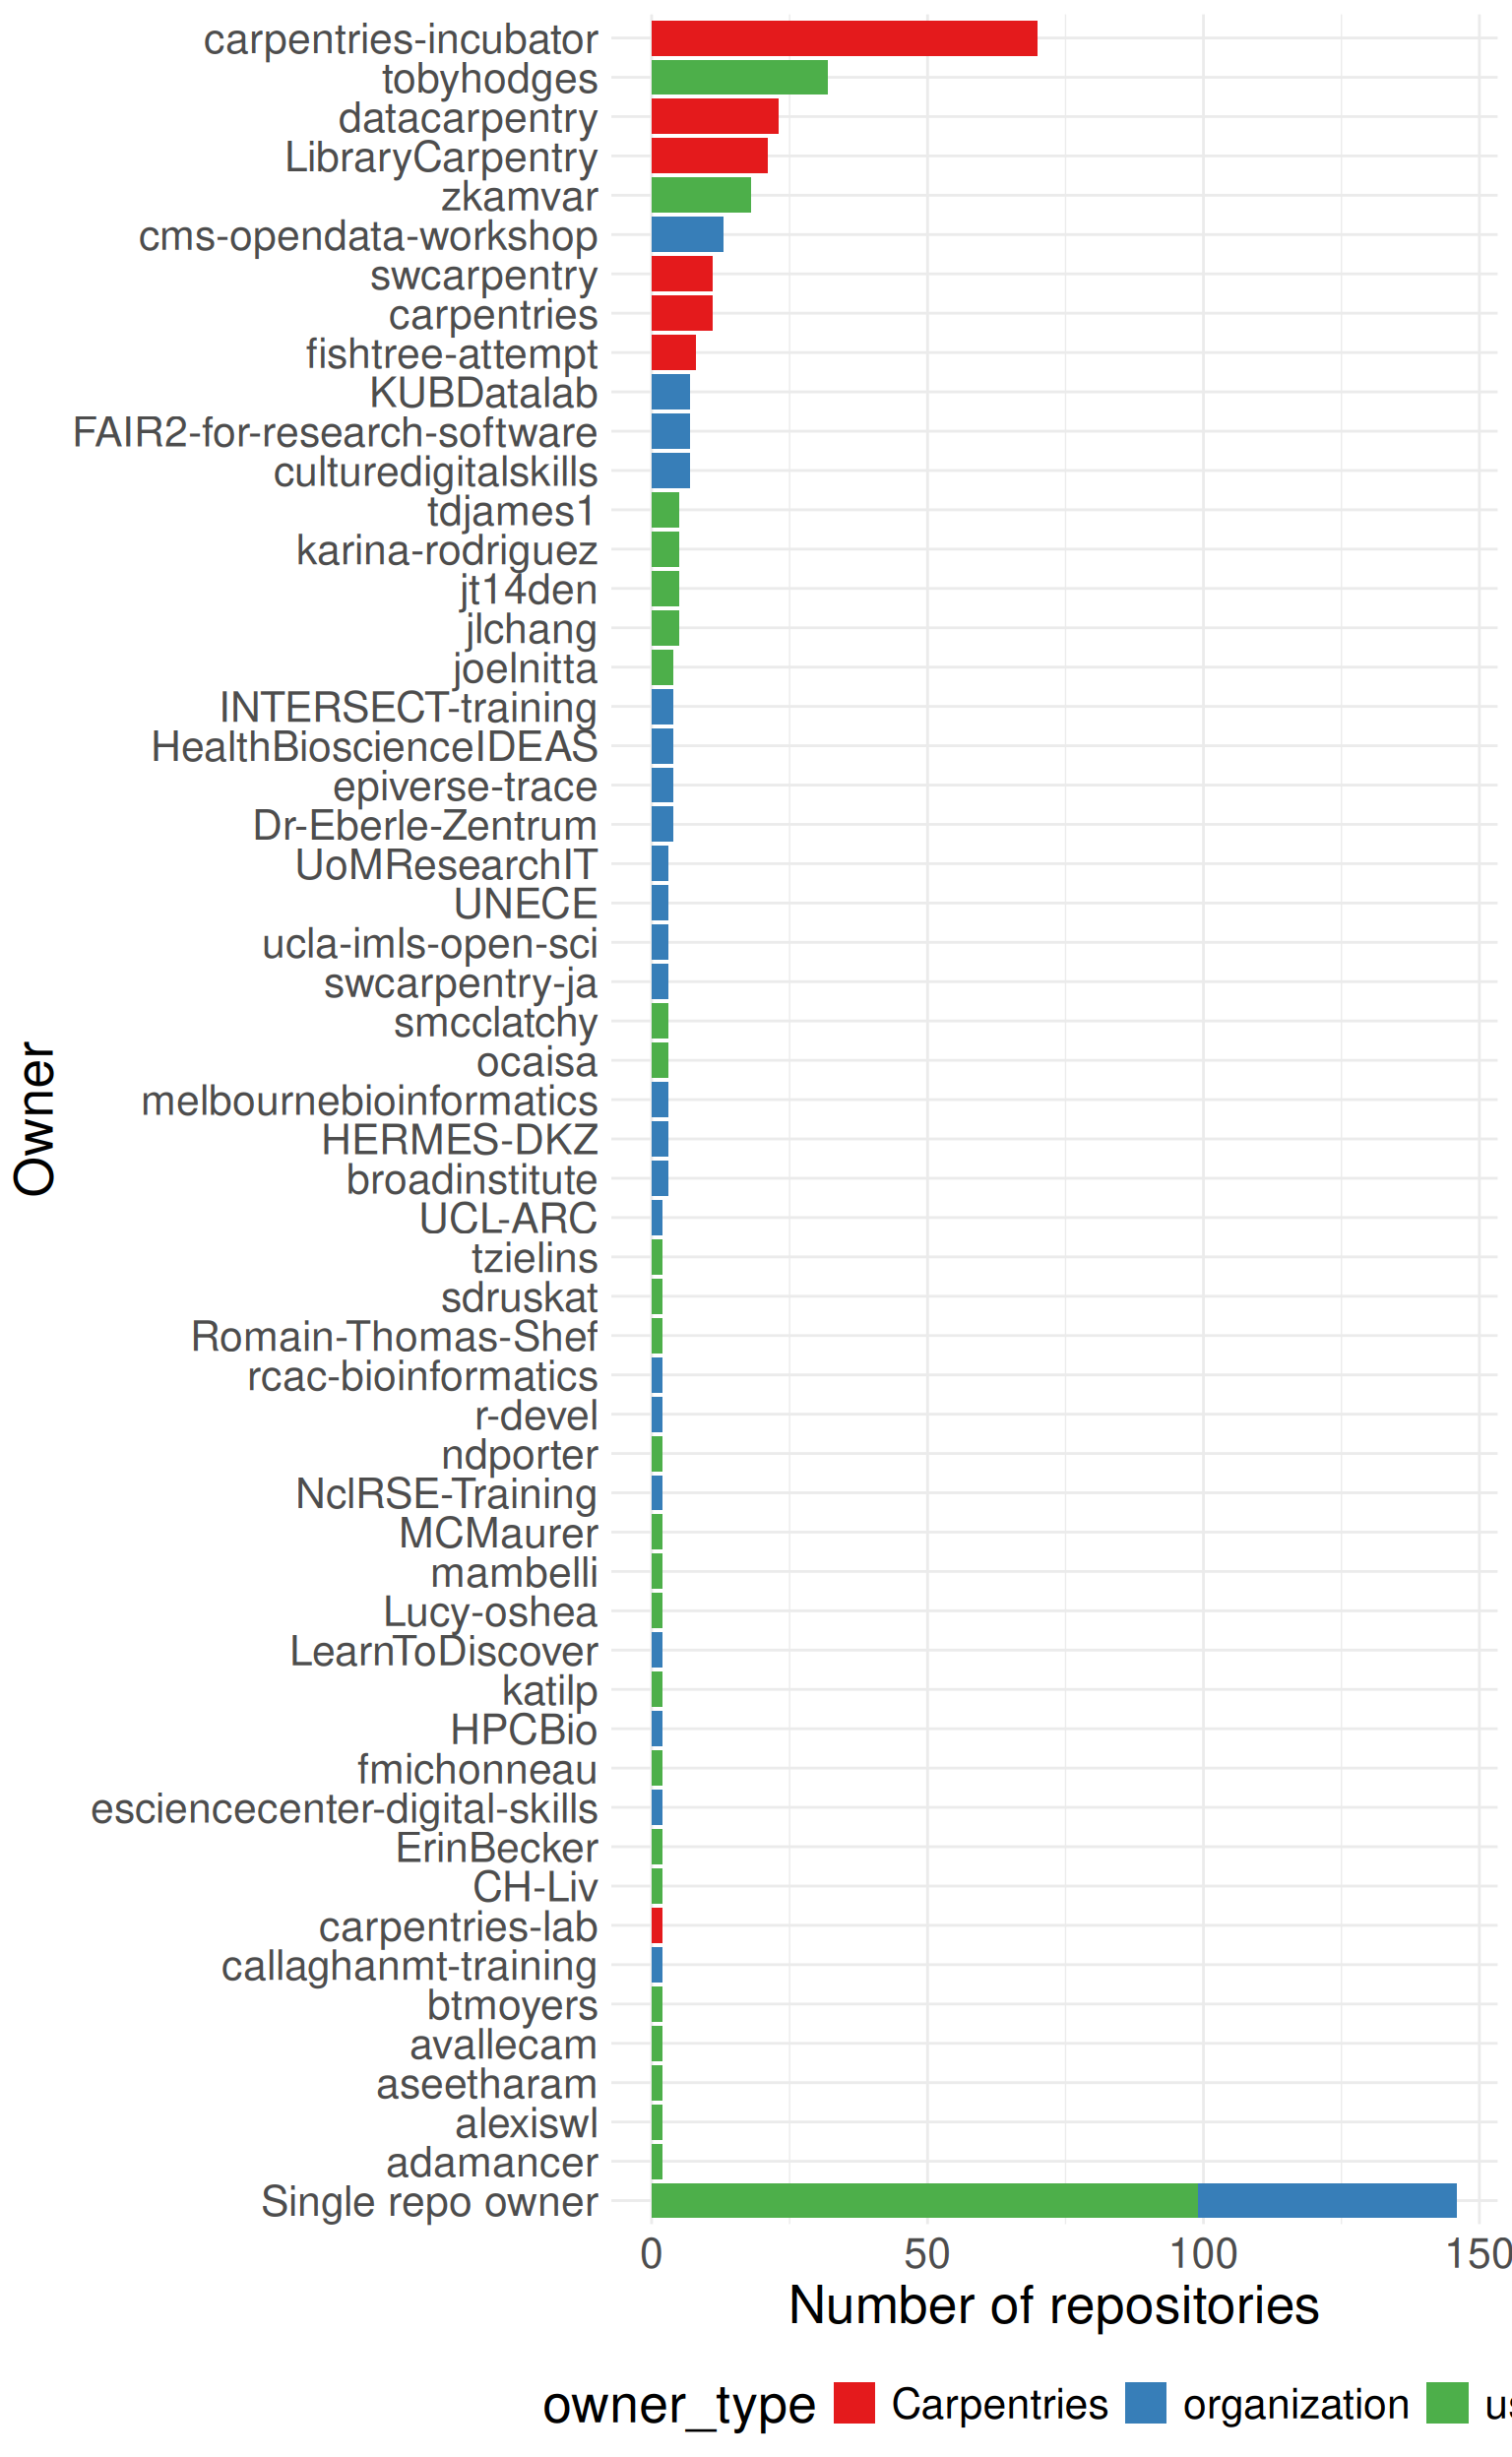 carpentries-incubator
tobyhodges
datacarpentry
LibraryCarpentry
zkamvar
cms-opendata-workshop
swcarpentry
carpentries
fishtree-attempt
KUBDatalab
FAIR2-for-research-software
culturedigitalskills
tdjames1
karina-rodriguez
jt14den
jlchang
joelnitta
INTERSECT-training
HealthBioscienceIDEAS
epiverse-trace
Dr-Eberle-Zentrum
UoMResearchIT
UNECE
ucla-imls-open-sci
swcarpentry-ja
smcclatchy
ocaisa
melbournebioinformatics
HERMES-DKZ
broadinstitute
UCL-ARC
tzielins
sdruskat
Romain-Thomas-Shef
rcac-bioinformatics
r-devel
ndporter
NclRSE-Training
MCMaurer
mambelli
Lucy-oshea
LearnToDiscover
katilp
HPCBio
fmichonneau
esciencecenter-digital-skills
ErinBecker
CH-Liv
carpentries-lab
callaghanmt-training
btmoyers
avallecam
aseetharam
alexiswl
adamancer
Single repo owner
Owner
0 50 100 150
Number of repositories
owner_type Carpentries organization